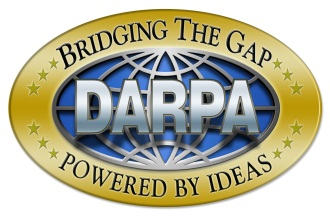 BRIDGING THE GAP
DARPA
POWERED BY IDEAS